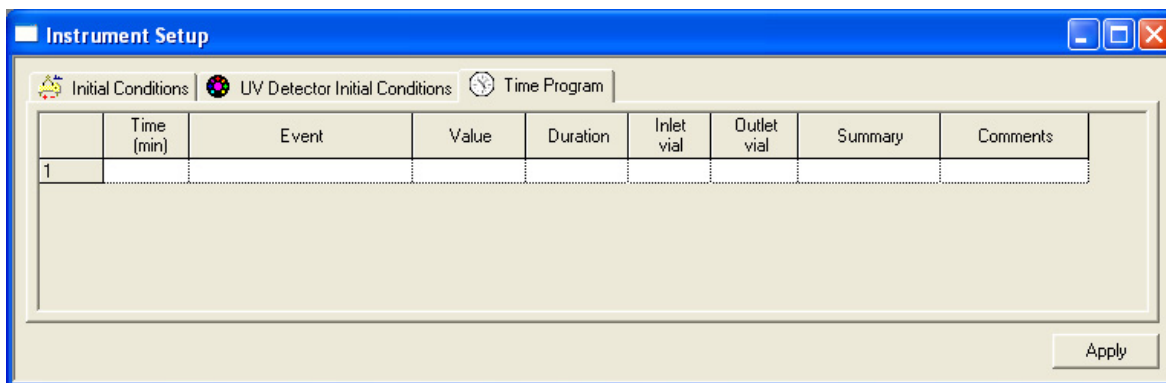 Instrument Setup
Initial Conditions UV Detector Initial Conditions Time Program
Time (min) Event Value Duration Inlet vial Outlet vial Summary Comments
1
Apply